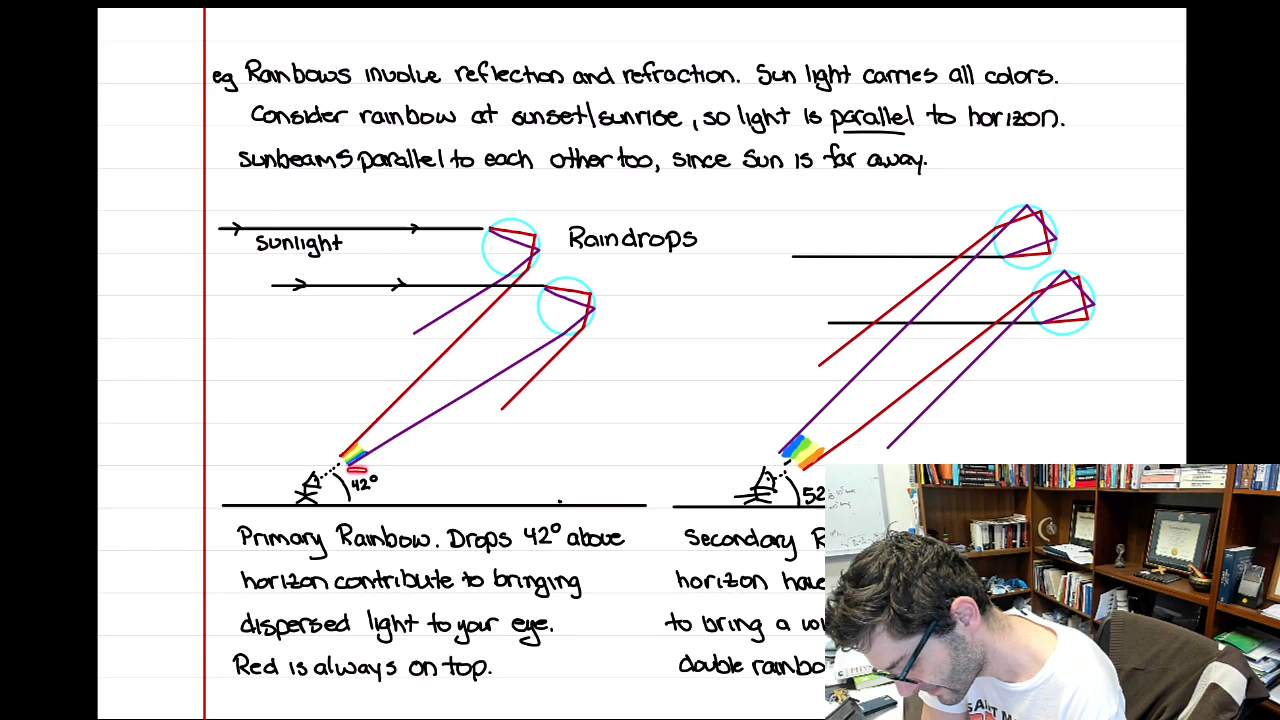 eg Rainbows involve reflection and refraction. Sun light carries all colors.
Consider rainbow at sunset/sunrise, so light is parallel to horizon.
sunbeams parallel to each other too, since Sun is far away.
sunlight
Raindrops
42°
52
Primary Rainbow. Drops 42° above
horizon contribute to bringing
dispersed light to your eye.
Red is always on top.
Secondary R
horizon have
to bring a
double rainbo